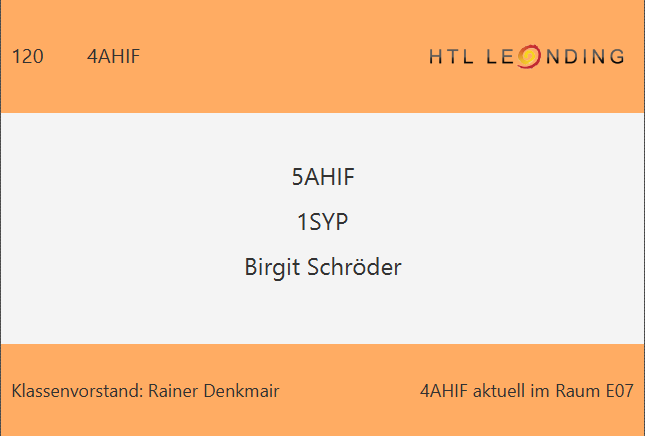 120 4AHIF HTL LEONDING
5AHIF
1SYP
Birgit Schröder
Klassenvorstand: Rainer Denkmair 4AHIF aktuell im Raum E07